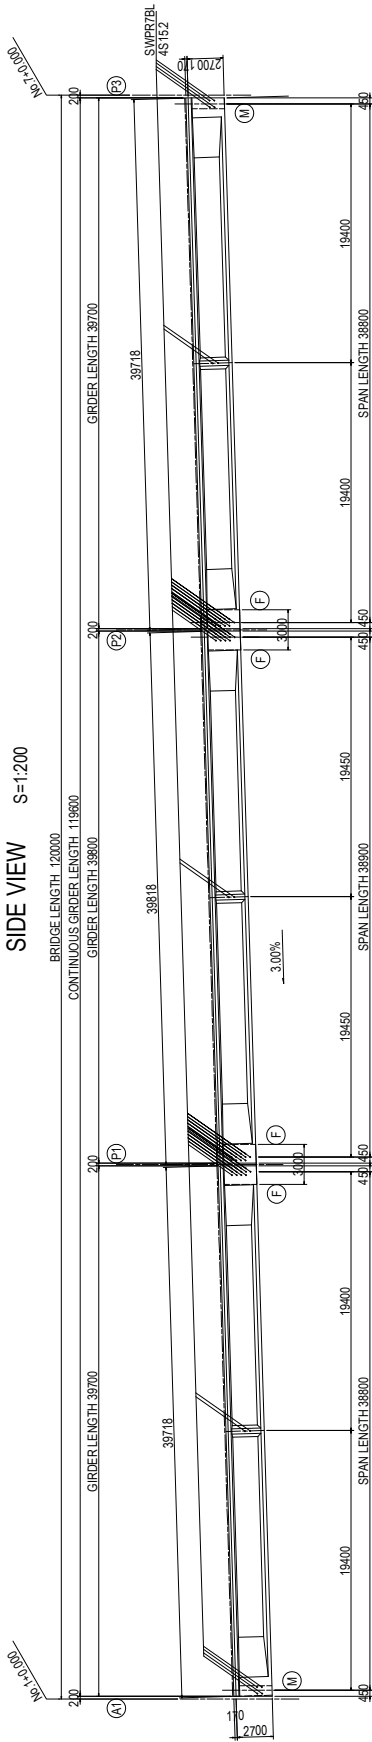 SIDE VIEW S=1:200
BRIDGE LENGTH 120000
CONTINUOUS GIRDER LENGTH 119600
200 GIRDER LENGTH 39700 200 GIRDER LENGTH 39800 200 GIRDER LENGTH 39700 200
No.1+0.000
No.7+0.000
A1 P1 P2 P3
39718 39818 39718
SWPR7BL
4S15.2
170
2700
2700 170
M F F F F M
3000 3000
3.00%
19400 19400 19450 19450 19400 19400
450 SPAN LENGTH 38800 450 450 SPAN LENGTH 38900 450 450 SPAN LENGTH 38800 450